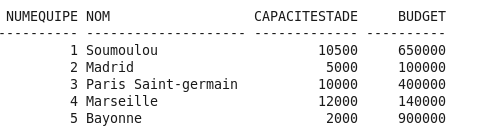 NUMEQUIPE NOM                  CAPACITESTADE     BUDGET
---------- -------------------- ------------- ----------
         1 Soumoulou                    10500     650000
         2 Madrid                        5000     100000
         3 Paris Saint-germain          10000     400000
         4 Marseille                    12000     140000
         5 Bayonne                       2000     900000